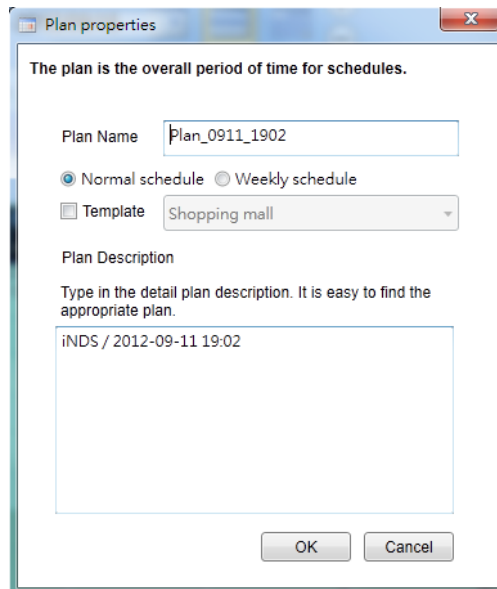 Plan properties
The plan is the overall period of time for schedules.
Plan Name Plan_0911_1902
Normal schedule Weekly schedule
Template Shopping mall
Plan Description
Type in the detail plan description. It is easy to find the
appropriate plan.
iNDS / 2012-09-11 19:02
OK Cancel